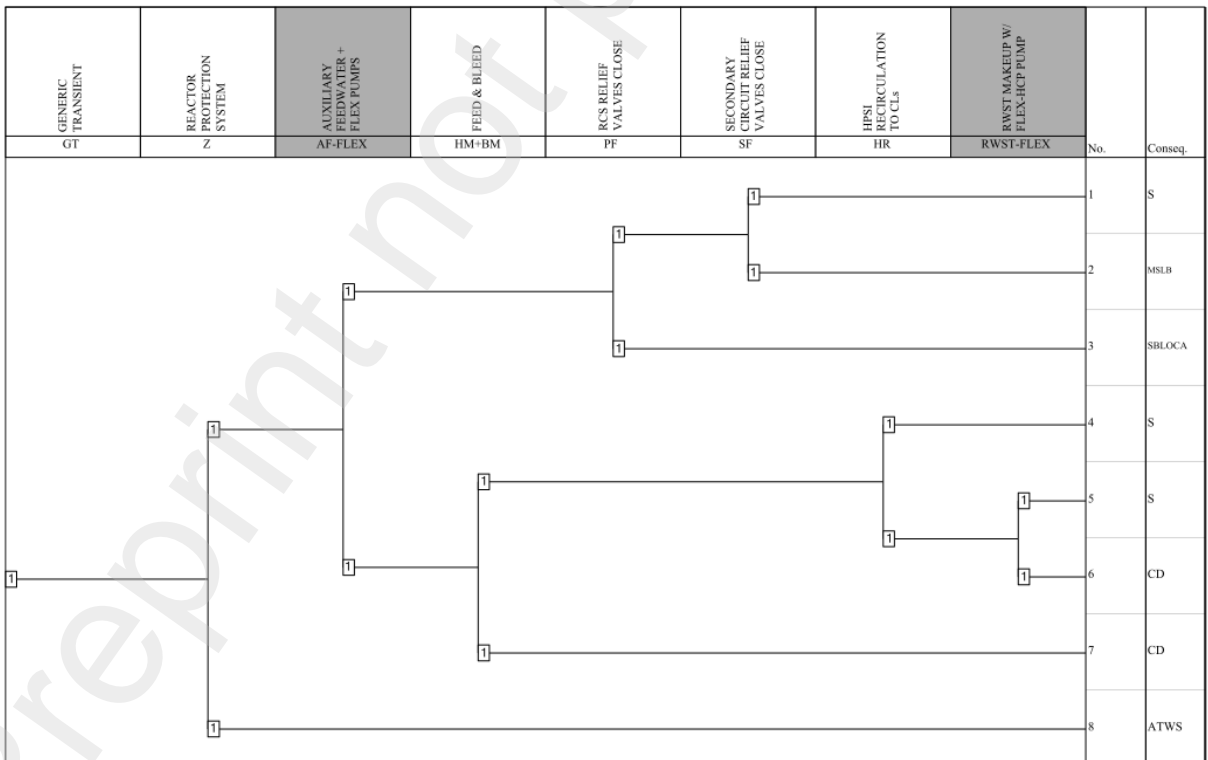 GENERIC
TRANSIENT
REACTOR
PROTECTION
SYSTEM
AUXILIARY
FEEDWATER +
FLEX PUMPS
FEED & BLEED
RCS RELIEF
VALVES CLOSE
SECONDARY
CIRCUIT RELIEF
VALVES CLOSE
HPSI
RECIRCULATION
TO CLs
RWST MAKEUP W/
FLEX-HCP PUMP
GT Z AF-FLEX HM+BM PF SF HR RWST-FLEX No. Conseq.
1 1 S
1
1 2 MSLB
1
1 3 SBLOCA
1 1 4 S
1
1 5 S
1
1 1 1 6 CD
1 7 CD
1 8 ATWS
reprint not p